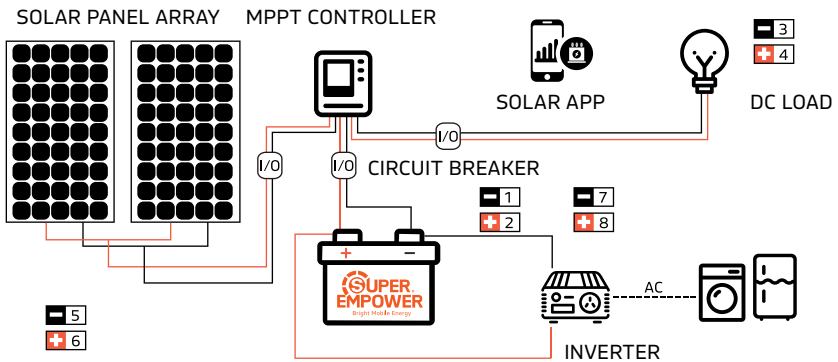 SOLAR PANEL ARRAY
MPPT CONTROLLER
SOLAR APP
- 3
+ 4
DC LOAD
I/O
I/O
I/O
CIRCUIT BREAKER
- 1
+ 2
- 7
+ 8
+ -
SUPER.
EMPOWER
Bright Mobile Energy
AC
- 5
+ 6
INVERTER